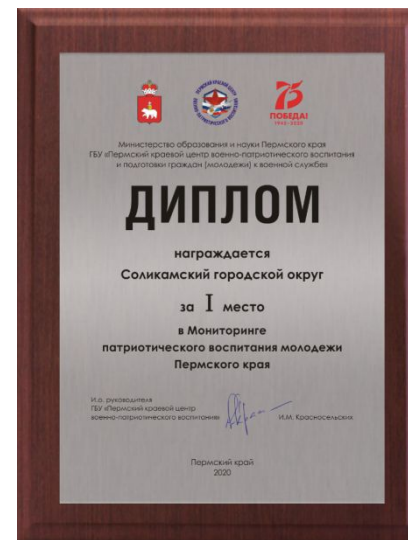 75
ПОБЕДА!
1945-2020
Министерство образования и науки Пермского края
ГБУ «Пермский краевой центр военно-патриотического воспитания
и подготовки граждан (молодежи) к военной службе»
ДИПЛОМ
награждается
Соликамский городской округ
за I место
в Мониторинге
патриотического воспитания молодежи
Пермского края
И.о. руководителя
ГБУ «Пермский краевой центр
военно-патриотического воспитания»
И.М. Красносельских
Пермский край
2020